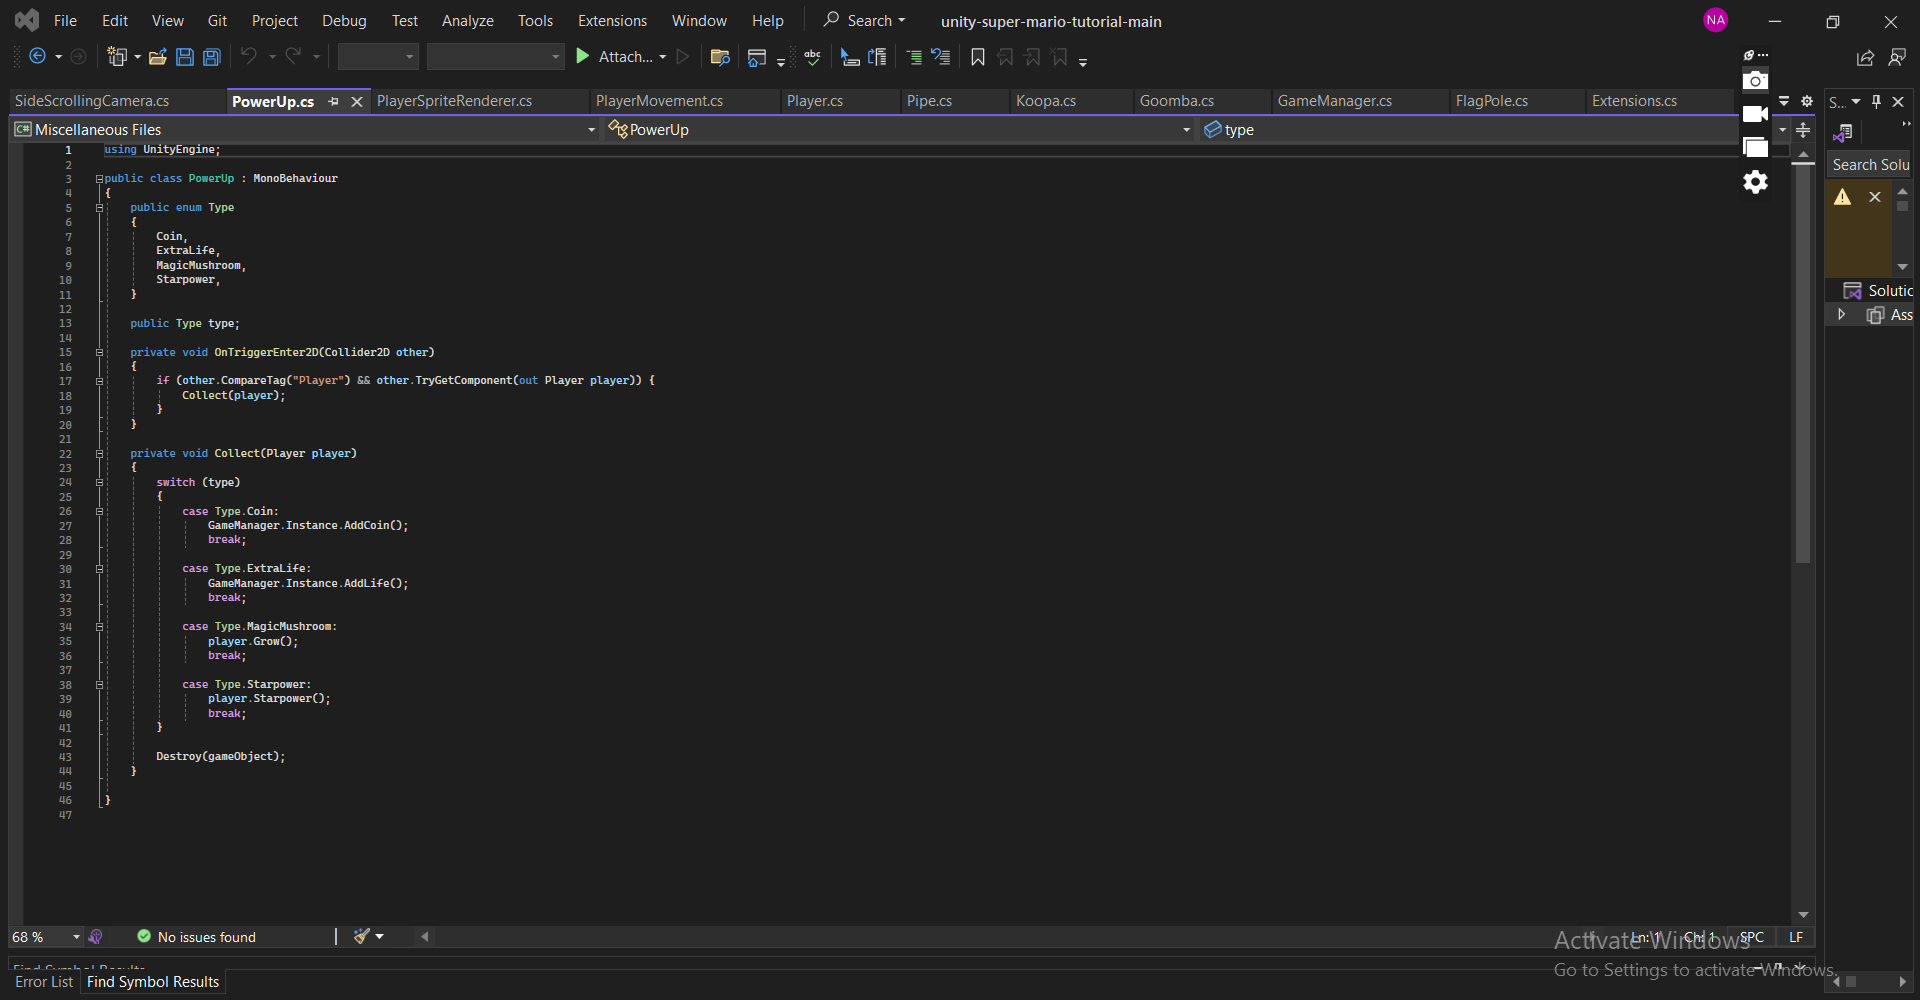 File Edit View Git Project Debug Test Analyze Tools Extensions Window Help Search unity-super-mario-tutorial-main NA
Attach... abc
SideScrollingCamera.cs PowerUp.cs PlayerSpriteRenderer.cs PlayerMovement.cs Player.cs Pipe.cs Koopa.cs Goomba.cs GameManager.cs FlagPole.cs Extensions.cs S...
C# Miscellaneous Files PowerUp type
Search Solu
Solutic
Ass
1 using UnityEngine;
2
3 public class PowerUp : MonoBehaviour
4 {
5 public enum Type
6 {
7 Coin,
8 ExtraLife,
9 MagicMushroom,
10 Starpower,
11 }
12
13 public Type type;
14
15 private void OnTriggerEnter2D(Collider2D other)
16 {
17 if (other.CompareTag("Player") && other.TryGetComponent(out Player player)) {
18 Collect(player);
19 }
20 }
21
22 private void Collect(Player player)
23 {
24 switch (type)
25 {
26 case Type.Coin:
27 GameManager.Instance.AddCoin();
28 break;
29
30 case Type.ExtraLife:
31 GameManager.Instance.AddLife();
32 break;
33
34 case Type.MagicMushroom:
35 player.Grow();
36 break;
37
38 case Type.Starpower:
39 player.Starpower();
40 break;
41 }
42
43 Destroy(gameObject);
44 }
45
46 }
47
68 % No issues found Ln: 1 Ch: 1 SPC LF
Activate Windows
Go to Settings to activate Windows.
Find Symbol Results
Error List Find Symbol Results